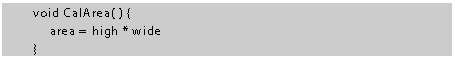 void CalArea( ) {
area = high * wide
}